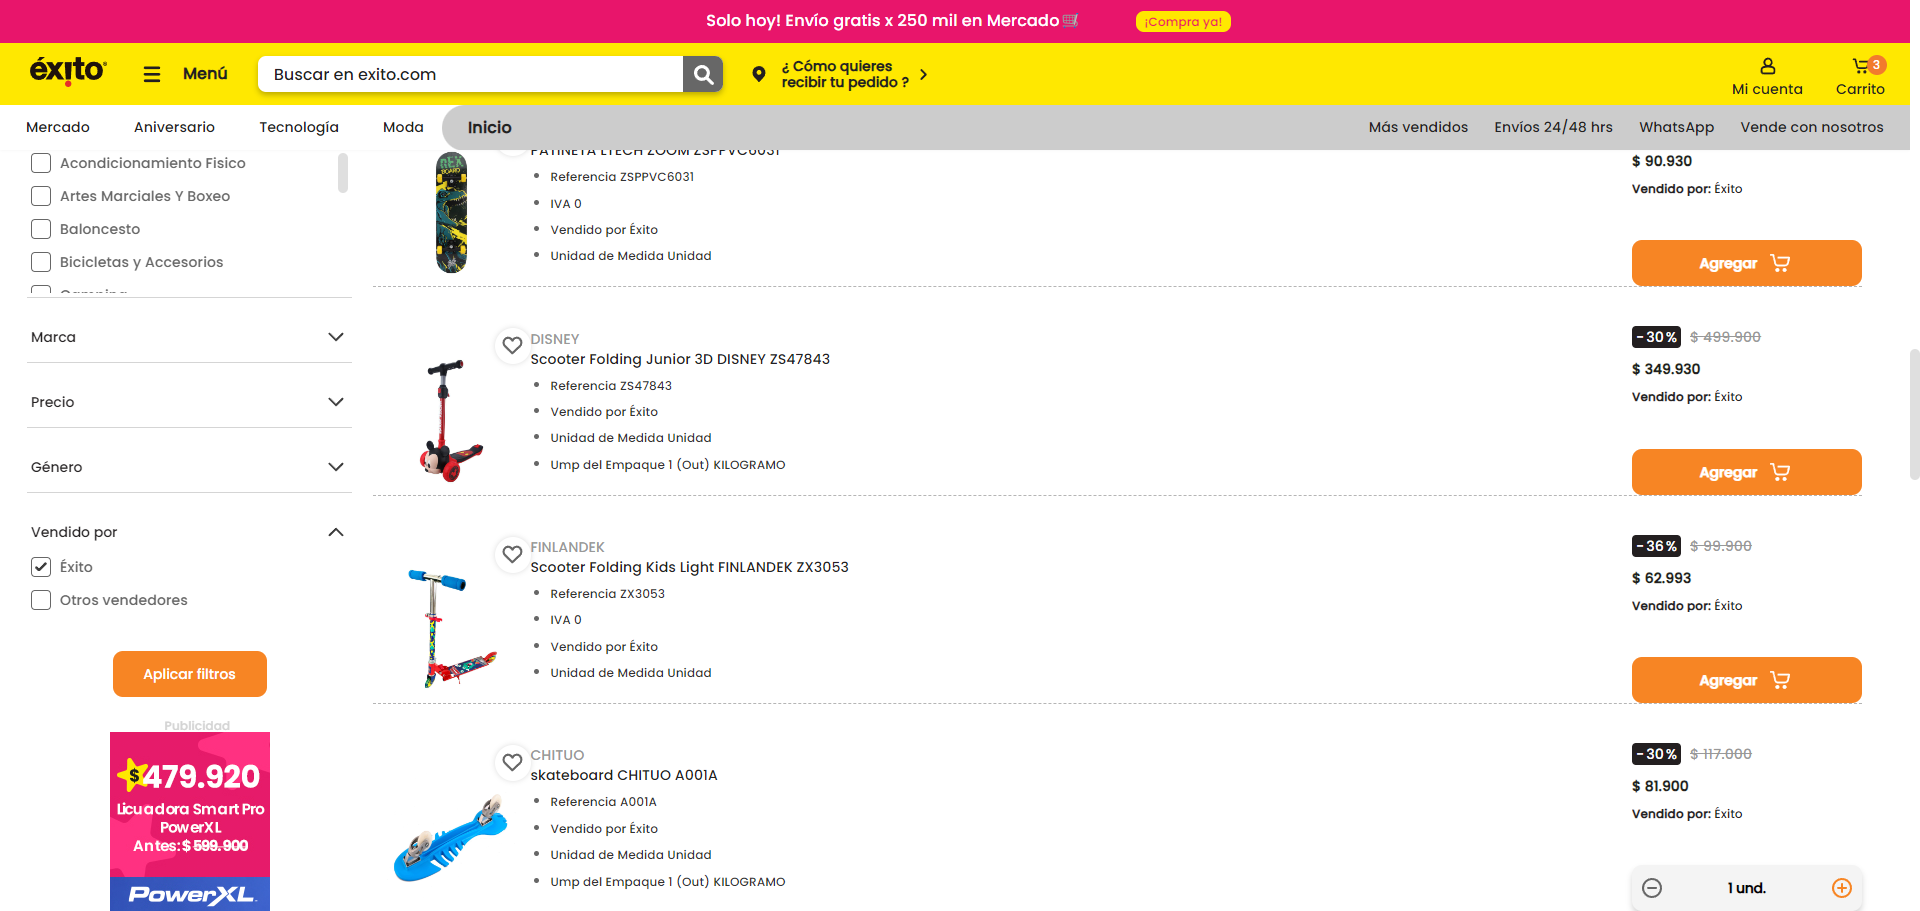 Solo hoy! Envío gratis x 250 mil en Mercado
¡Compra ya!
éxito
Menú
Buscar en exito.com
¿ Cómo quieres
recibir tu pedido ?
Mi cuenta
3
Carrito
Mercado
Aniversario
Tecnología
Moda
Inicio
Más vendidos
Envíos 24/48 hrs
WhatsApp
Vende con nosotros
Acondicionamiento Fisico
Artes Marciales Y Boxeo
Baloncesto
Bicicletas y Accesorios
Marca
Precio
Género
Vendido por
Éxito
Otros vendedores
Aplicar filtros
Publicidad
$479.920
Licuadora Smart Pro
PowerXL
Antes: $ 599.900
PowerXL
PATINETA LTECH ZOOM ZSPPVC6031
Referencia ZSPPVC6031
IVA 0
Vendido por Éxito
Unidad de Medida Unidad
$ 90.930
Vendido por: Éxito
Agregar
DISNEY
Scooter Folding Junior 3D DISNEY ZS47843
Referencia ZS47843
Vendido por Éxito
Unidad de Medida Unidad
Ump del Empaque 1 (Out) KILOGRAMO
-30% $ 499.900
$ 349.930
Vendido por: Éxito
Agregar
FINLANDEK
Scooter Folding Kids Light FINLANDEK ZX3053
Referencia ZX3053
IVA 0
Vendido por Éxito
Unidad de Medida Unidad
-36% $ 99.900
$ 62.993
Vendido por: Éxito
Agregar
CHITUO
skateboard CHITUO A001A
Referencia A001A
Vendido por Éxito
Unidad de Medida Unidad
Ump del Empaque 1 (Out) KILOGRAMO
-30% $ 117.000
$ 81.900
Vendido por: Éxito
1 und.